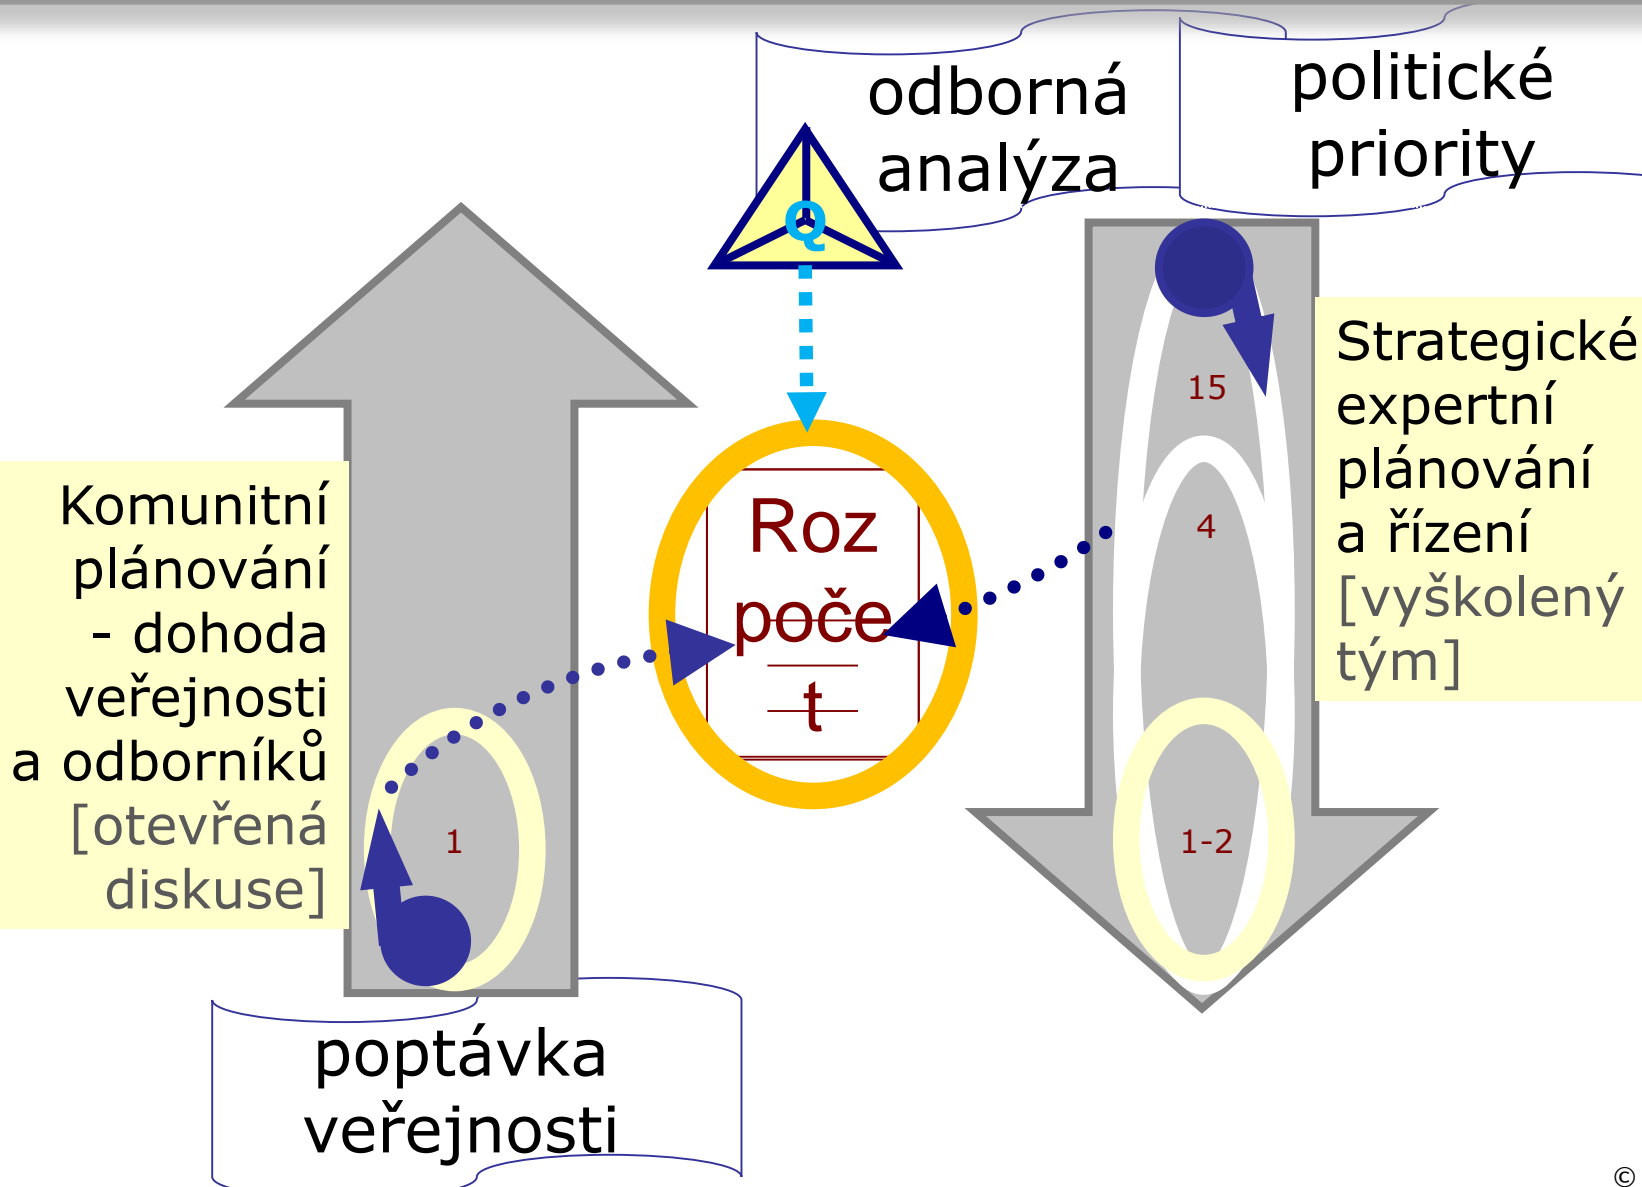 odborná
analýza
politické
priority
Q
Strategické
expertní
plánování
a řízení
[vyškolený
tým]
15
4
1-2
Roz
poče
t
Komunitní
plánování
- dohoda
veřejnosti
a odborníků
[otevřená
diskuse]
1
poptávka
veřejnosti
©